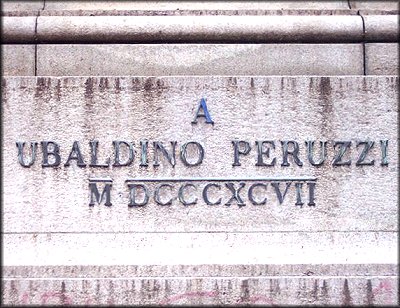 A
UBALDINO PERUZZI
M DCCCXCVII